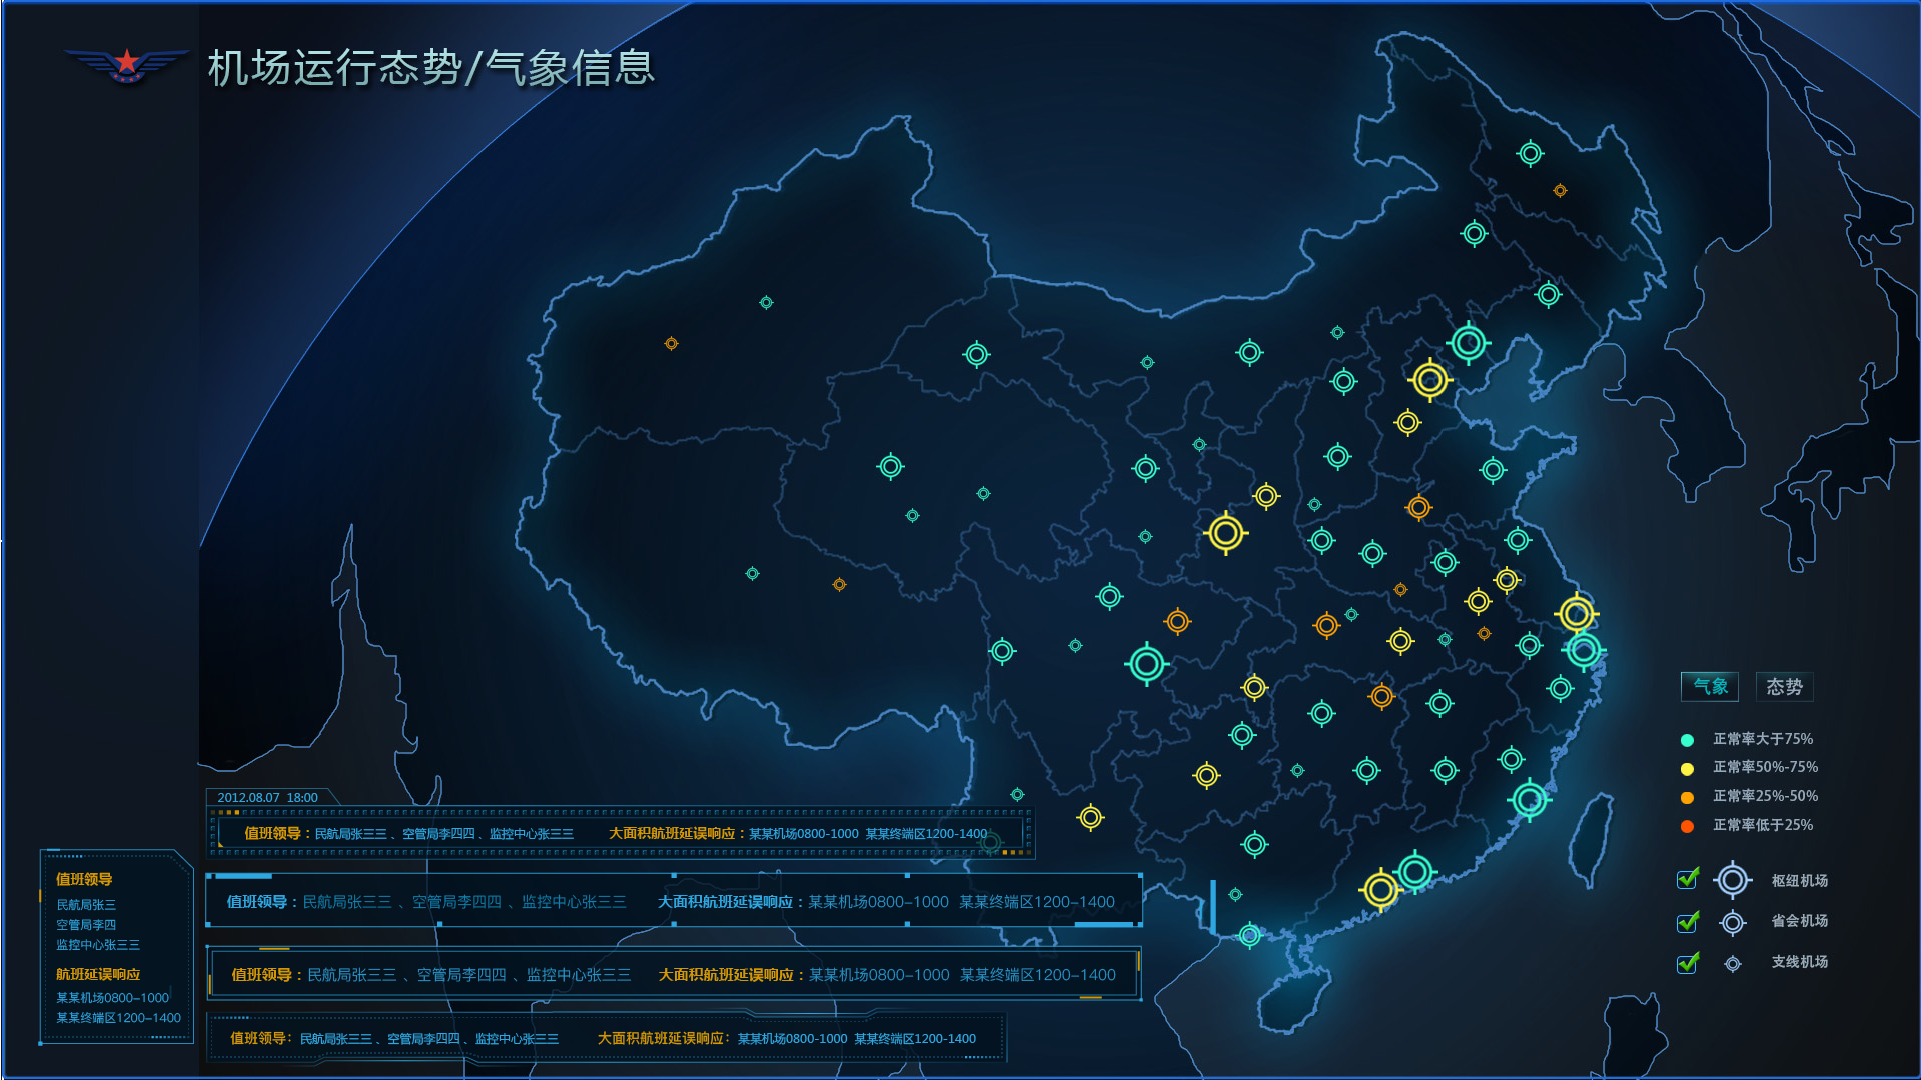 机场运行态势/气象信息
2012.08.07 18:00
值班领导：民航局张三三 、空管局李四四 、监控中心张三三 大面积航班延误响应：某某机场0800-1000 某某终端区1200-1400
值班领导：民航局张三三 、空管局李四四 、监控中心张三三 大面积航班延误响应：某某机场0800-1000 某某终端区1200-1400
值班领导：民航局张三三 、空管局李四四 、监控中心张三三 大面积航班延误响应：某某机场0800-1000 某某终端区1200-1400
值班领导：民航局张三三 、空管局李四四 、监控中心张三三 大面积航班延误响应：某某机场0800-1000 某某终端区1200-1400
值班领导
民航局张三
空管局李四
监控中心张三三
航班延误响应
某某机场0800-1000
某某终端区1200-1400
气象 态势
正常率大于75%
正常率50%-75%
正常率25%-50%
正常率低于25%
枢纽机场
省会机场
支线机场